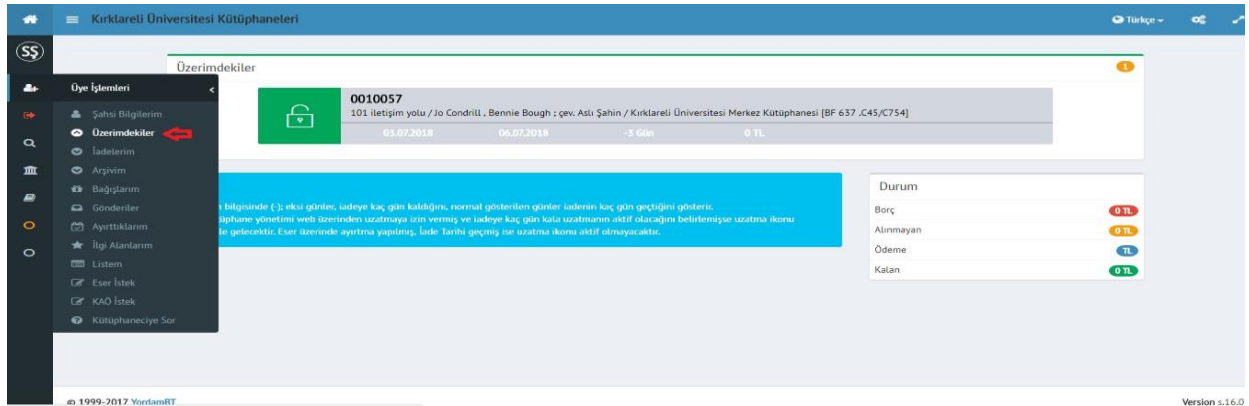 Kırklareli Üniversitesi Kütüphaneleri
Türkçe
SŞ
Üzerimdekiler
1
Üye İşlemleri
Şahsi Bilgilerim
Üzerimdekiler
İadelerim
Arşivim
Bağışlarım
Gönderiler
Ayırttıklarım
İlgi Alanlarım
Listem
Eser İstek
KAÖ İstek
Kütüphaneciye Sor
0010057
101 iletişim yolu / Jo Condrill , Bennie Bough ; çev. Aslı Şahin / Kırklareli Üniversitesi Merkez Kütüphanesi [BF 637 .C45/C754]
03.07.2018 06.07.2018 -3 Gün 0 TL
bilgisinde (-); eksi günler, iadeye kaç gün kaldığını, normal gösterilen günler iadenin kaç gün geçtiğini gösterir.
yönetimi web üzerinden uzatmaya izin vermiş ve iadeye kaç gün kala uzatmanın aktif olacağını belirlemişse uzatma ikonu
gelecektir. Eser üzerinde ayırtma yapılmış, İade Tarihi geçmiş ise uzatma ikonu aktif olmayacaktır.
Durum
Borç 0 TL
Alınmayan 0 TL
Ödeme TL
Kalan 0 TL
© 1999-2017 YordamBT
Version s.16.0